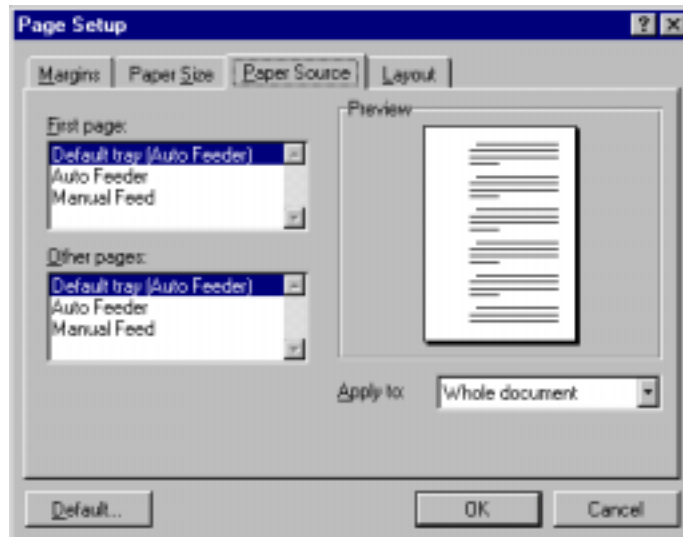 Page Setup
Margins Paper Size Paper Source Layout
First page:
Default tray (Auto Feeder)
Auto Feeder
Manual Feed
Other pages:
Default tray (Auto Feeder)
Auto Feeder
Manual Feed
Preview
Apply to: Whole document
Default... OK Cancel